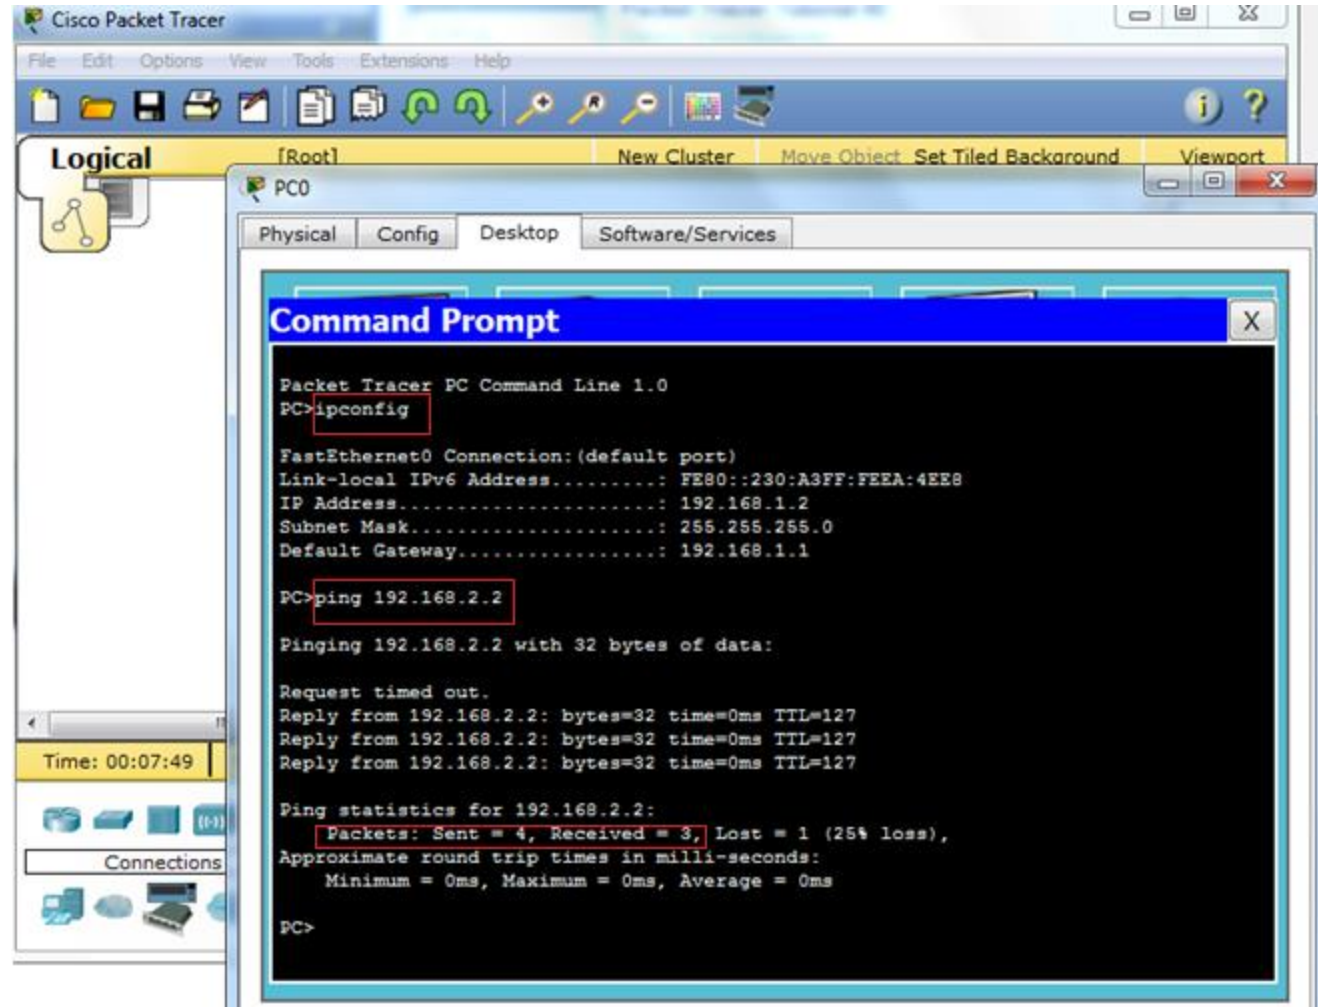 Cisco Packet Tracer
File Edit Options View Tools Extensions Help
Logical [Root] New Cluster Move Object Set Tiled Background Viewport
PC0
Physical Config Desktop Software/Services
Command Prompt X
Packet Tracer PC Command Line 1.0
PC>ipconfig
FastEthernet0 Connection:(default port)
Link-local IPv6 Address.........: FE80::230:A3FF:FEEA:4EE8
IP Address......................: 192.168.1.2
Subnet Mask.....................: 255.255.255.0
Default Gateway.................: 192.168.1.1
PC>ping 192.168.2.2
Pinging 192.168.2.2 with 32 bytes of data:
Request timed out.
Reply from 192.168.2.2: bytes=32 time=0ms TTL=127
Reply from 192.168.2.2: bytes=32 time=0ms TTL=127
Reply from 192.168.2.2: bytes=32 time=0ms TTL=127
Ping statistics for 192.168.2.2:
Packets: Sent = 4, Received = 3, Lost = 1 (25% loss),
Approximate round trip times in milli-seconds:
Minimum = 0ms, Maximum = 0ms, Average = 0ms
PC>
Time: 00:07:49
Connections